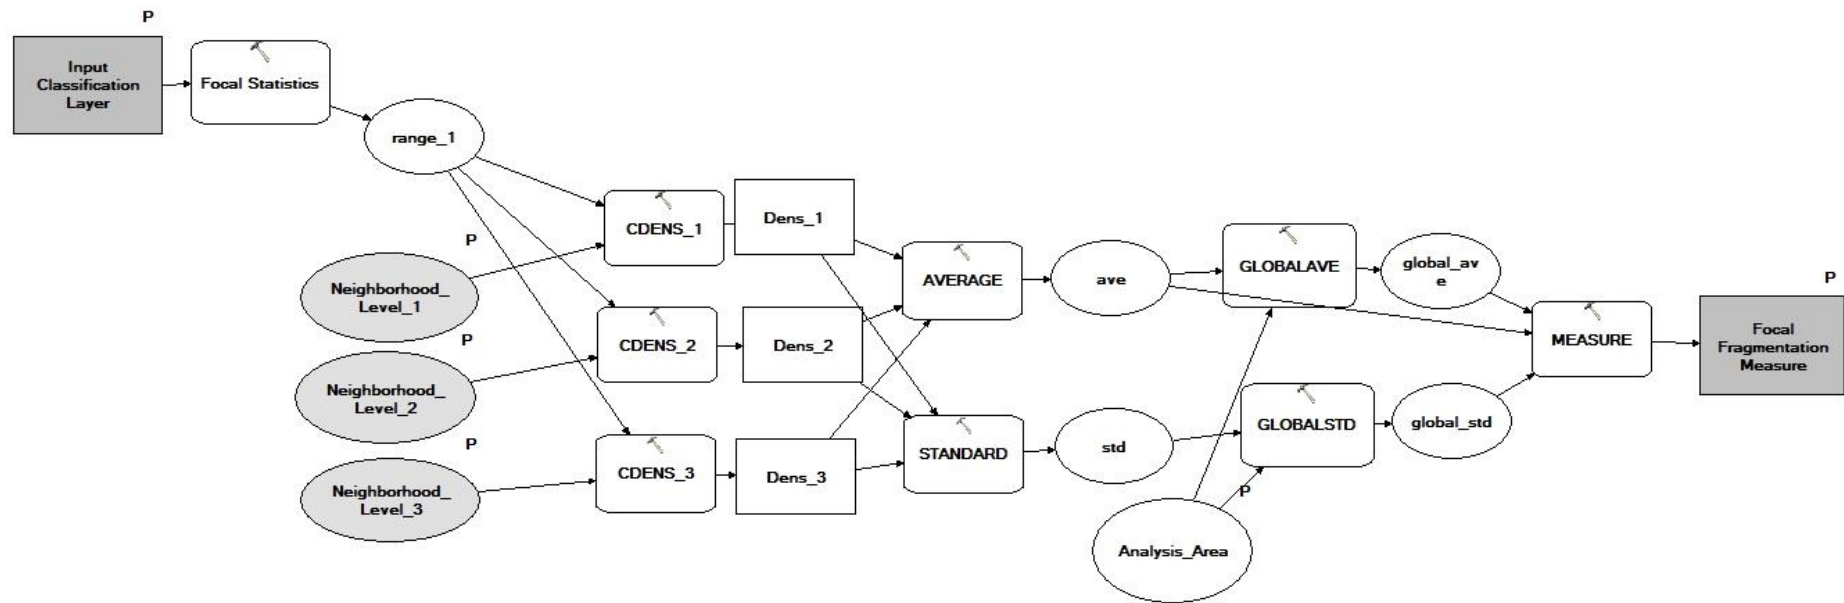 P
Input
Classification
Layer
Focal Statistics
range_1
P
Neighborhood_
Level_1
CDENS_1
Dens_1
P
Neighborhood_
Level_2
CDENS_2
Dens_2
P
Neighborhood_
Level_3
CDENS_3
Dens_3
AVERAGE
ave
STANDARD
std
GLOBALAVE
global_av
e
GLOBALSTD
global_std
P
Analysis_Area
MEASURE
P
Focal
Fragmentation
Measure